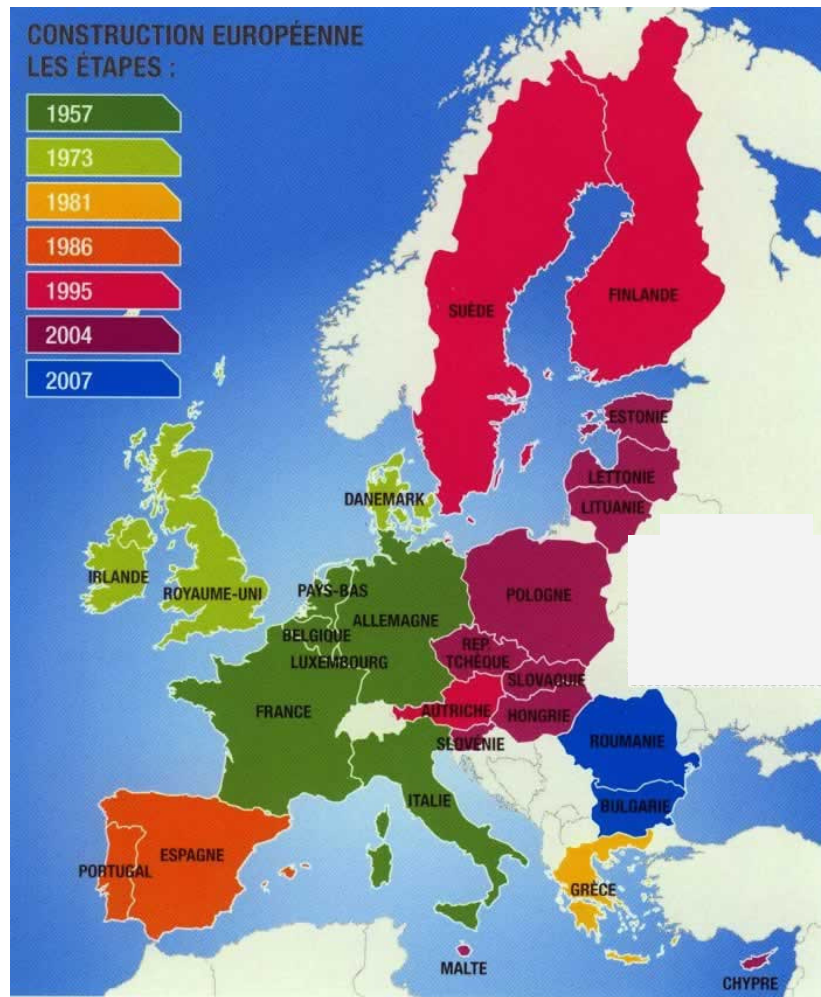 CONSTRUCTION EUROPÉENNE
LES ÉTAPES :
1957
1973
1981
1986
1995
2004
2007
SUÈDE
FINLANDE
ESTONIE
LETTONIE
LITUANIE
DANEMARK
IRLANDE
ROYAUME-UNI
PAYS-BAS
ALLEMAGNE
POLOGNE
BELGIQUE
LUXEMBOURG
RÉP.
TCHÈQUE
SLOVAQUIE
FRANCE
AUTRICHE
HONGRIE
SLOVÉNIE
ROUMANIE
ITALIE
BULGARIE
PORTUGAL
ESPAGNE
GRÈCE
MALTE
CHYPRE